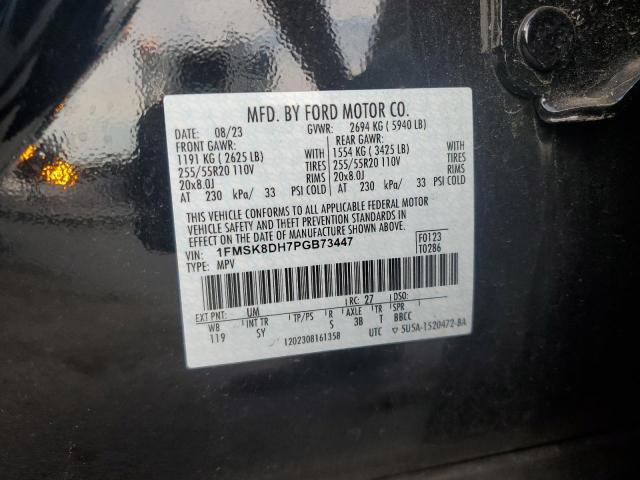 MFD. BY FORD MOTOR CO.
DATE: 08/23 GVWR: 2694 KG ( 5940 LB)
FRONT GAWR: REAR GAWR:
1191 KG ( 2625 LB) 1554 KG ( 3425 LB)
255/55R20 110V TIRES 255/55R20 110V TIRES
20x8.0J RIMS 20x8.0J RIMS
AT 230 kPa/ 33 PSI COLD AT 230 kPa/ 33 PSI COLD
THIS VEHICLE CONFORMS TO ALL APPLICABLE FEDERAL MOTOR
VEHICLE SAFETY AND THEFT PREVENTION STANDARDS IN
EFFECT ON THE DATE OF MANUFACTURE SHOWN ABOVE.
VIN: 1FMSK8DH7PGB73447 F0123
TYPE: MPV T0286
EXT PNT: UM RC: 27 DSO:
WB INT TR TP/PS R AXLE TR SPR
119 SY S 3B T BBCC
1202308161358 UTC ▽ 5USA-1520472-BA